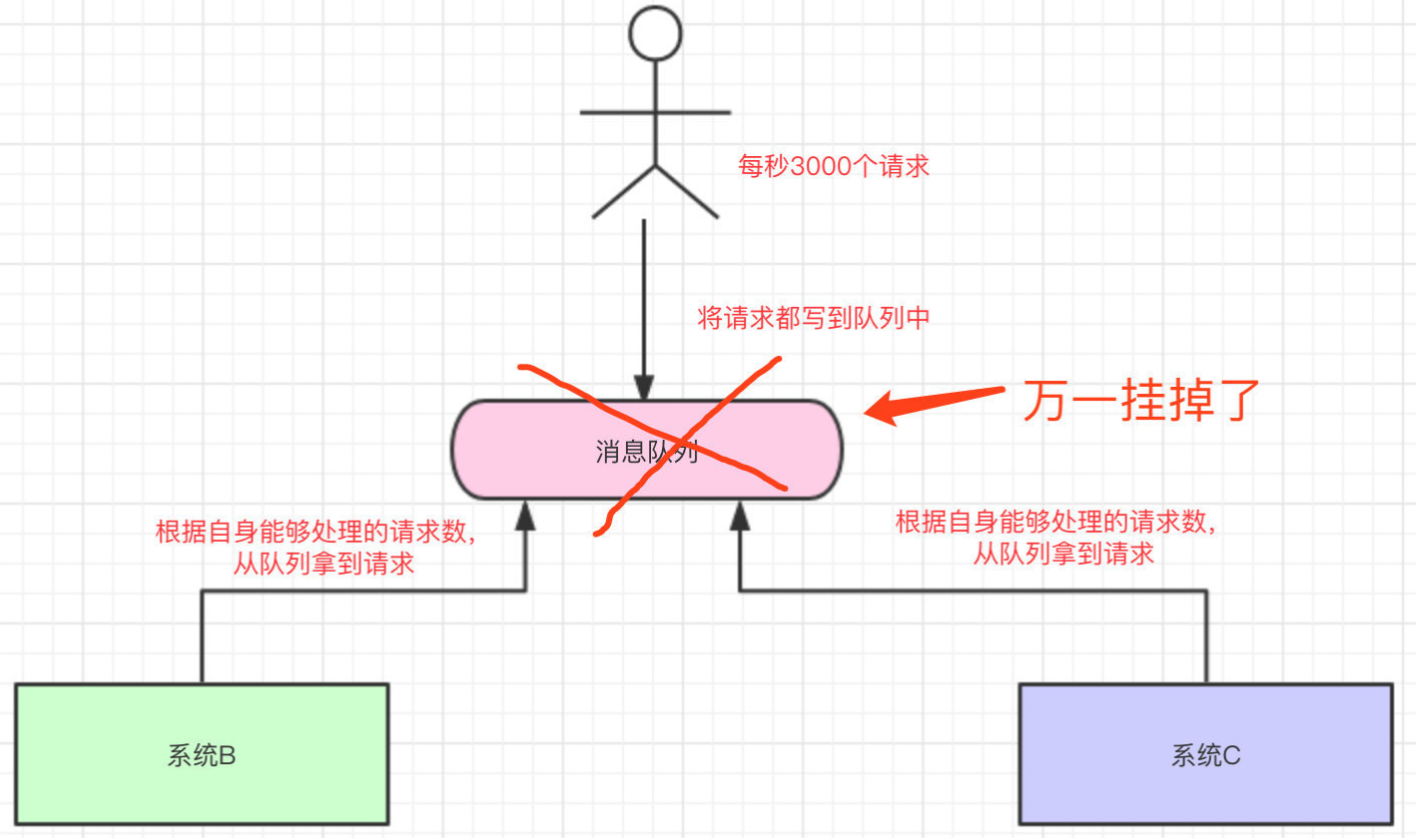 每秒3000个请求
将请求都写到队列中
万一挂掉了
消息队列
根据自身能够处理的请求数,
从队列拿到请求
根据自身能够处理的请求数,
从队列拿到请求
系统B
系统C